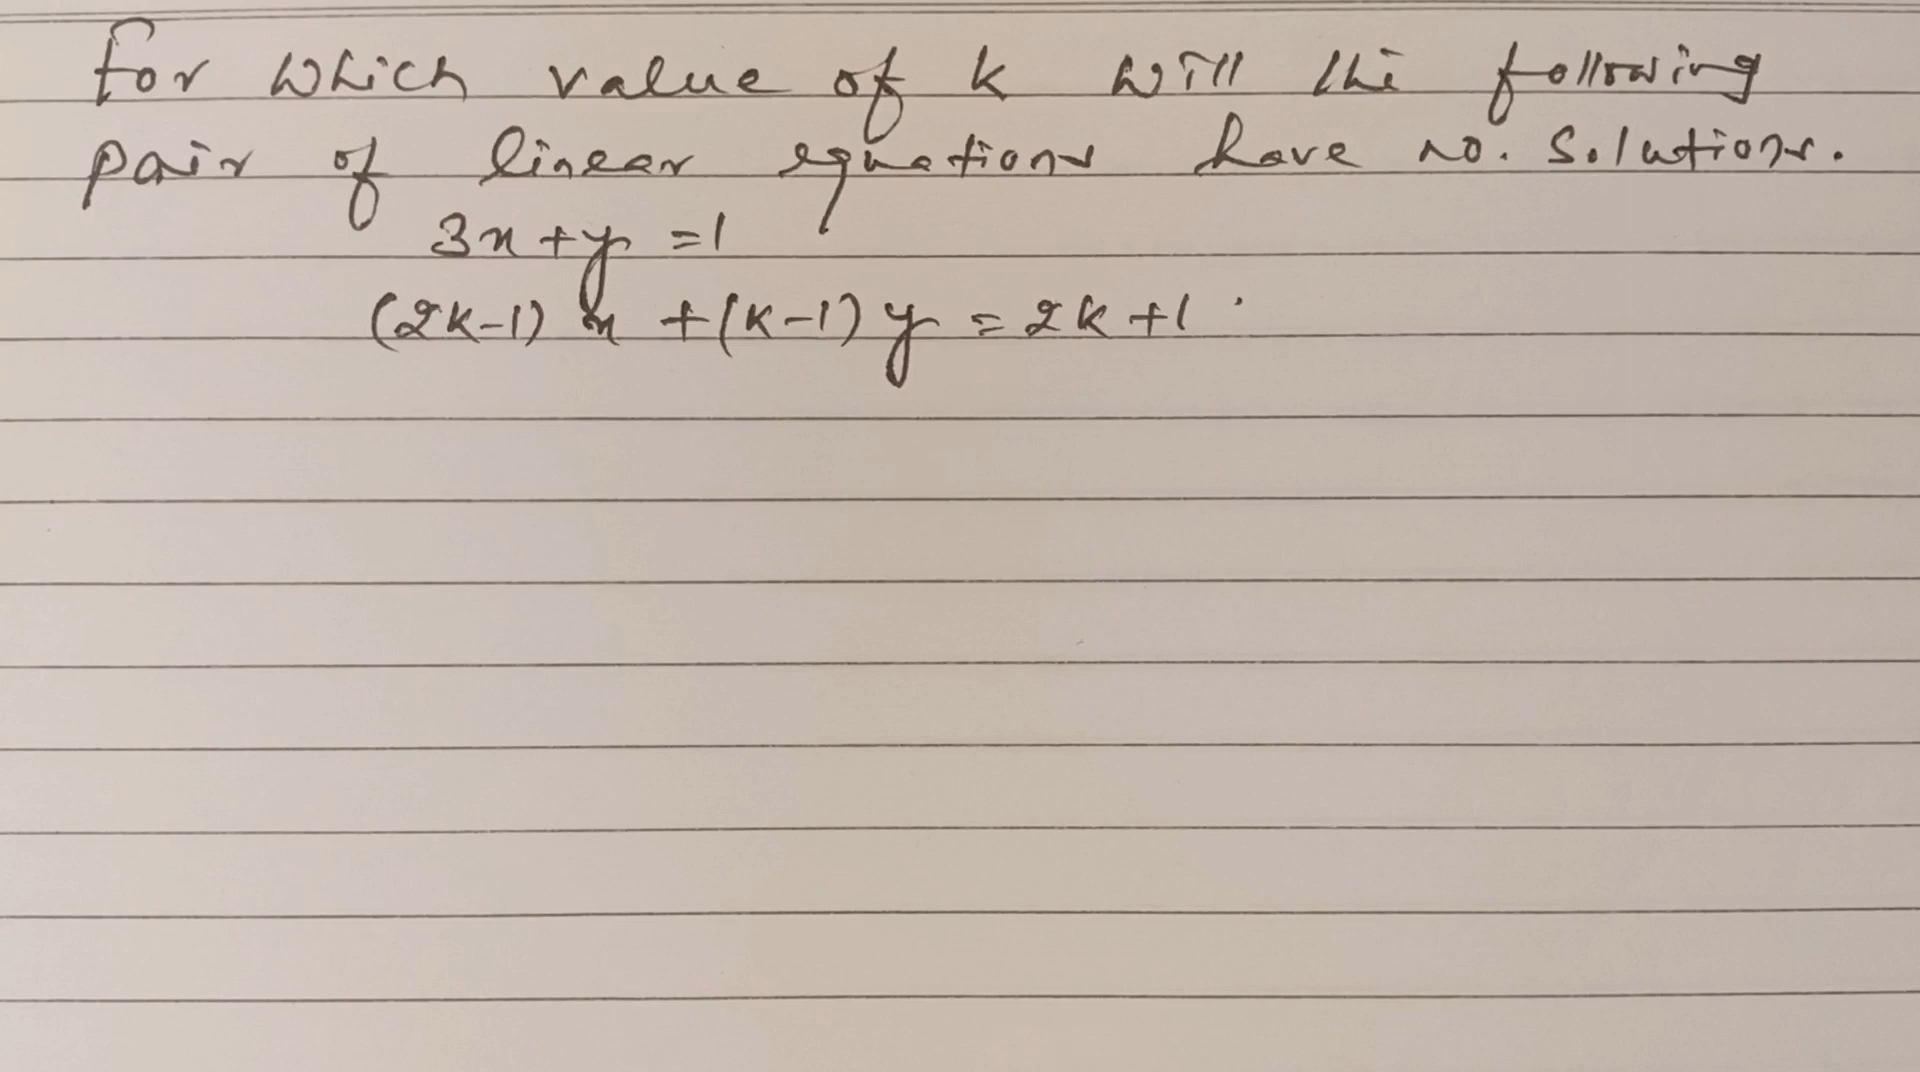 for which value of k will the following
pair of linear equations have no. solutions.
3x+y =1
(2k-1) x +(k-1) y = 2k+1.